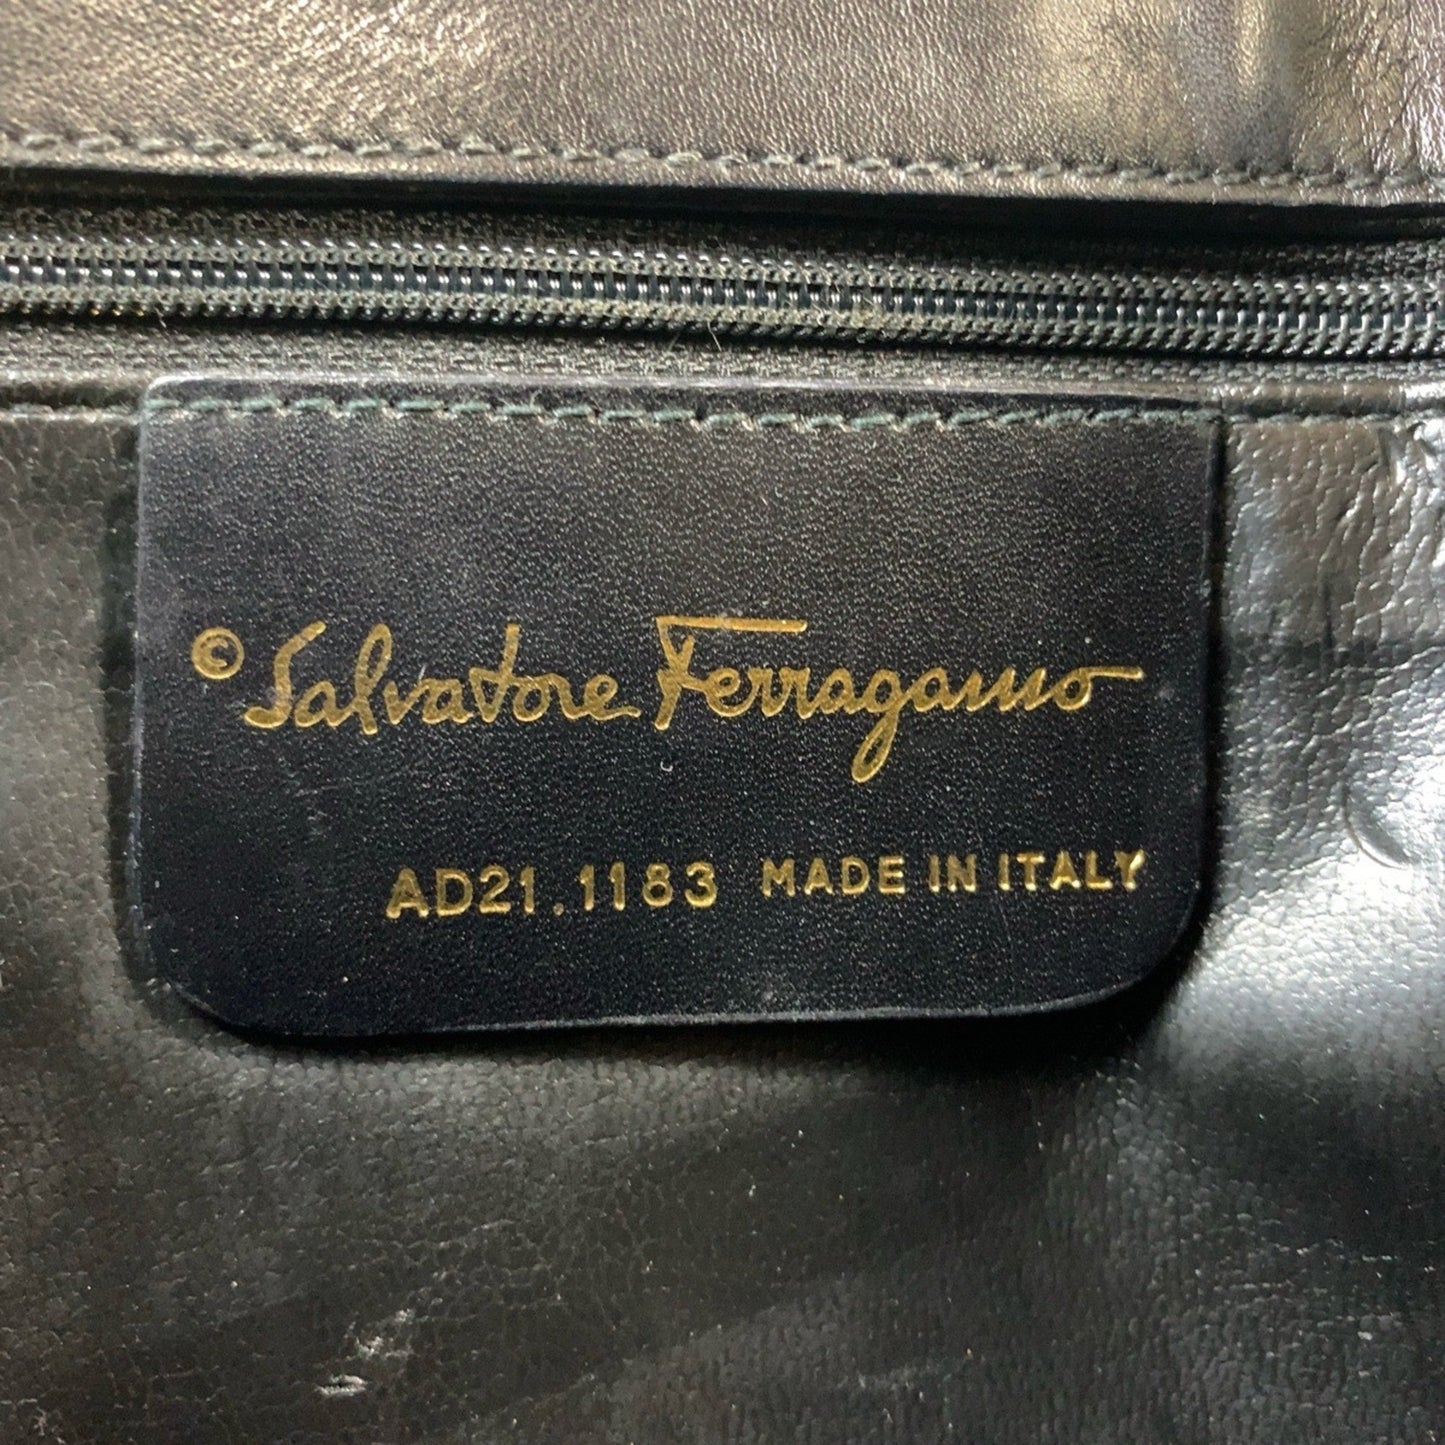 © Salvatore Ferragamo
AD21.1183 MADE IN ITALY